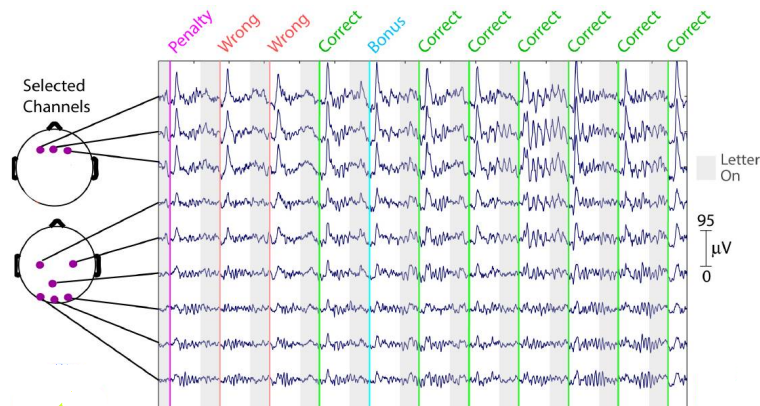 Penalty
Wrong
Wrong
Correct
Bonus
Correct
Correct
Correct
Correct
Correct
Correct
Selected
Channels
Letter
On
95
μV
0